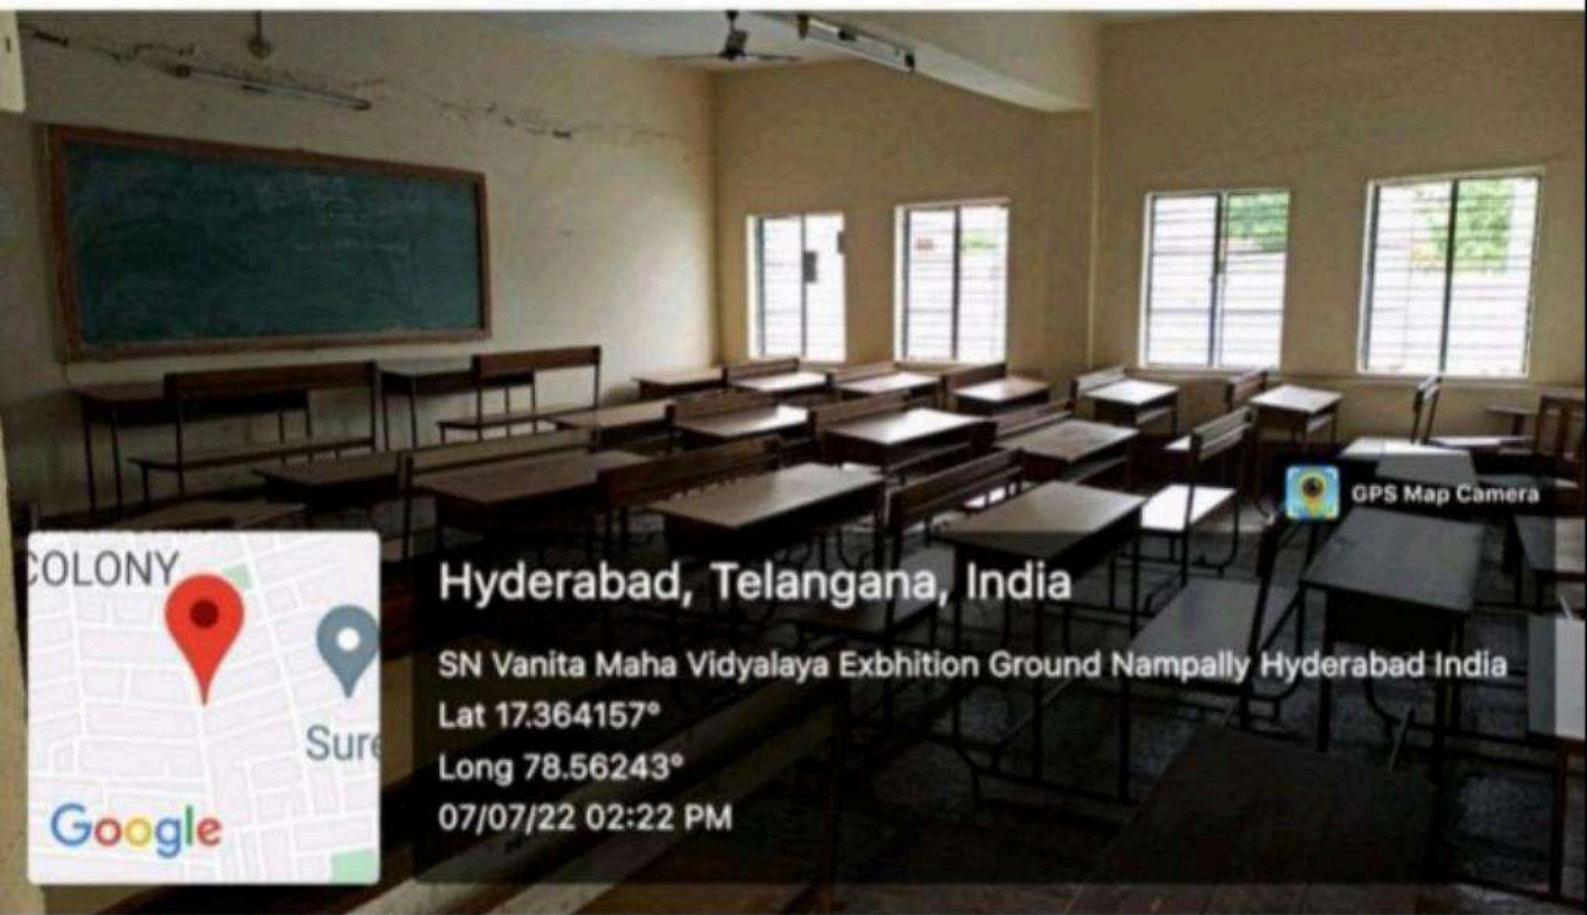 GPS Map Camera
COLONY
Hyderabad, Telangana, India
SN Vanita Maha Vidyalaya Exbhition Ground Nampally Hyderabad India
Lat 17.364157°
Sure
Long 78.56243°
Google
07/07/22 02:22 PM